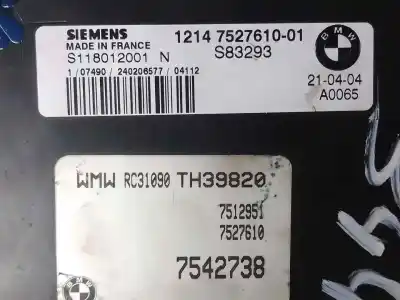 SIEMENS 1214 7527610-01
MADE IN FRANCE
S118012001 N S83293
1 / 07490 / 240206577 / 04112
21-04-04
A0065
BMW
WMW RC31090 TH39820
7512951
7527610
7542738